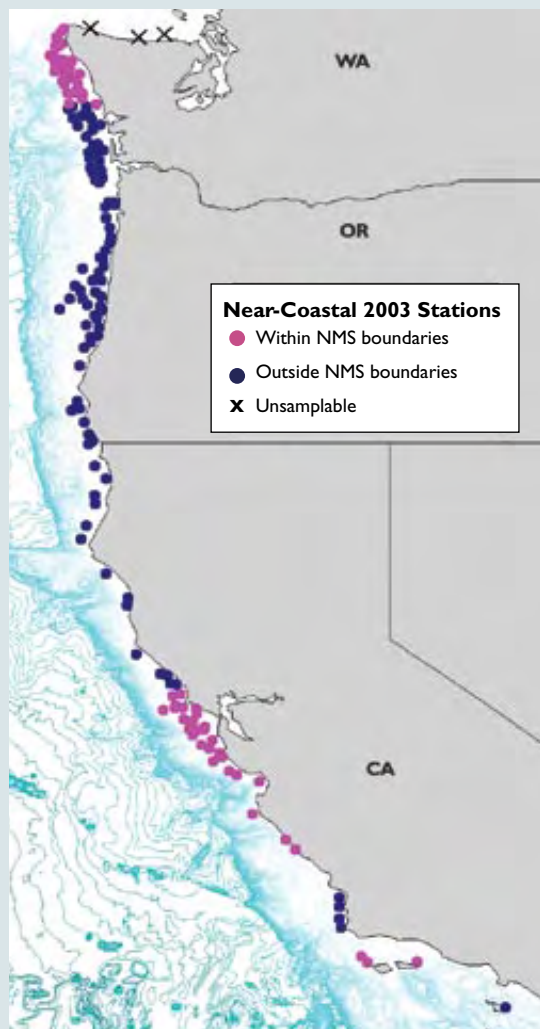 WA
OR
Near-Coastal 2003 Stations
Within NMS boundaries
Outside NMS boundaries
x Unsamplable
CA